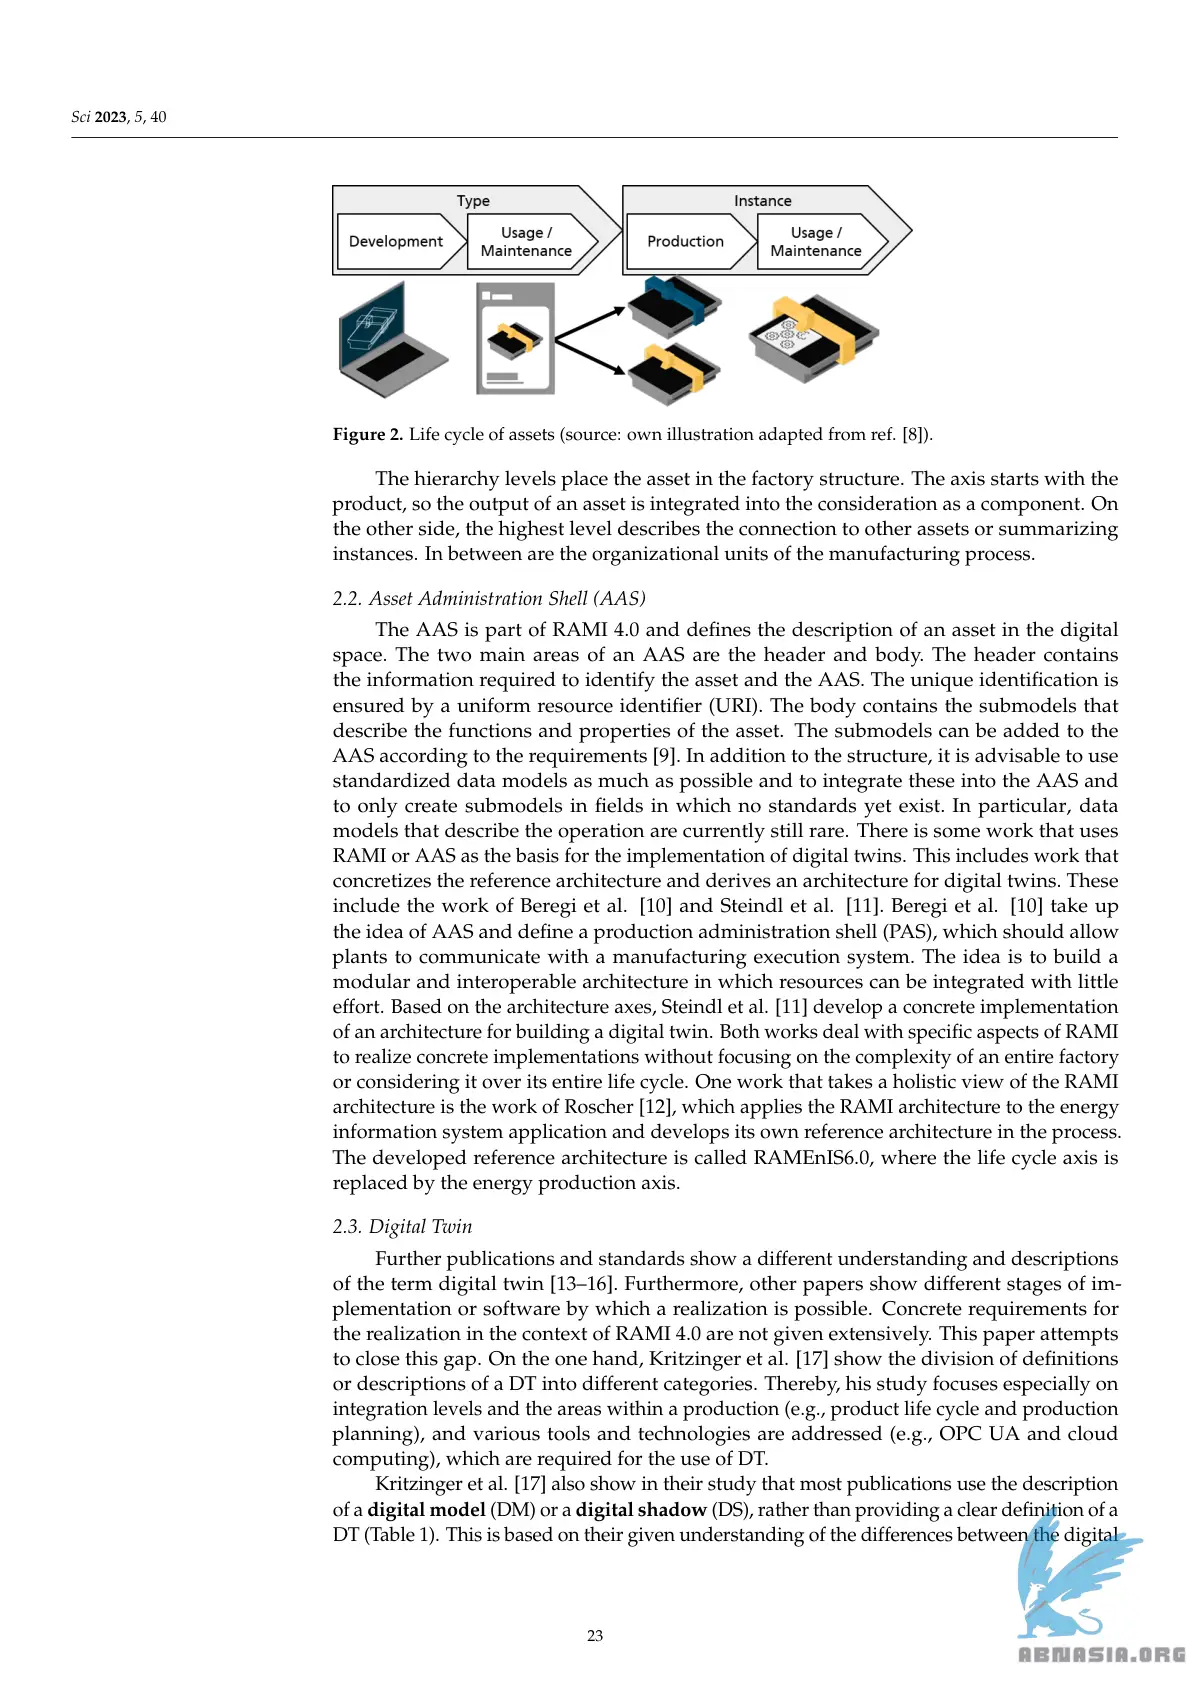 Sci 2023, 5, 40
Type
Instance
Development
Usage /
Maintenance
Production
Usage /
Maintenance
Figure 2. Life cycle of assets (source: own illustration adapted from ref. [8]).
The hierarchy levels place the asset in the factory structure. The axis starts with the
product, so the output of an asset is integrated into the consideration as a component. On
the other side, the highest level describes the connection to other assets or summarizing
instances. In between are the organizational units of the manufacturing process.
2.2. Asset Administration Shell (AAS)
The AAS is part of RAMI 4.0 and defines the description of an asset in the digital
space. The two main areas of an AAS are the header and body. The header contains
the information required to identify the asset and the AAS. The unique identification is
ensured by a uniform resource identifier (URI). The body contains the submodels that
describe the functions and properties of the asset. The submodels can be added to the
AAS according to the requirements [9]. In addition to the structure, it is advisable to use
standardized data models as much as possible and to integrate these into the AAS and
to only create submodels in fields in which no standards yet exist. In particular, data
models that describe the operation are currently still rare. There is some work that uses
RAMI or AAS as the basis for the implementation of digital twins. This includes work that
concretizes the reference architecture and derives an architecture for digital twins. These
include the work of Beregi et al. [10] and Steindl et al. [11]. Beregi et al. [10] take up
the idea of AAS and define a production administration shell (PAS), which should allow
plants to communicate with a manufacturing execution system. The idea is to build a
modular and interoperable architecture in which resources can be integrated with little
effort. Based on the architecture axes, Steindl et al. [11] develop a concrete implementation
of an architecture for building a digital twin. Both works deal with specific aspects of RAMI
to realize concrete implementations without focusing on the complexity of an entire factory
or considering it over its entire life cycle. One work that takes a holistic view of the RAMI
architecture is the work of Roscher [12], which applies the RAMI architecture to the energy
information system application and develops its own reference architecture in the process.
The developed reference architecture is called RAMEnIS6.0, where the life cycle axis is
replaced by the energy production axis.
2.3. Digital Twin
Further publications and standards show a different understanding and descriptions
of the term digital twin [13–16]. Furthermore, other papers show different stages of im-
plementation or software by which a realization is possible. Concrete requirements for
the realization in the context of RAMI 4.0 are not given extensively. This paper attempts
to close this gap. On the one hand, Kritzinger et al. [17] show the division of definitions
or descriptions of a DT into different categories. Thereby, his study focuses especially on
integration levels and the areas within a production (e.g., product life cycle and production
planning), and various tools and technologies are addressed (e.g., OPC UA and cloud
computing), which are required for the use of DT.
Kritzinger et al. [17] also show in their study that most publications use the description
of a digital model (DM) or a digital shadow (DS), rather than providing a clear definition of a
DT (Table 1). This is based on their given understanding of the differences between the digital
23
ABNASIA.ORG